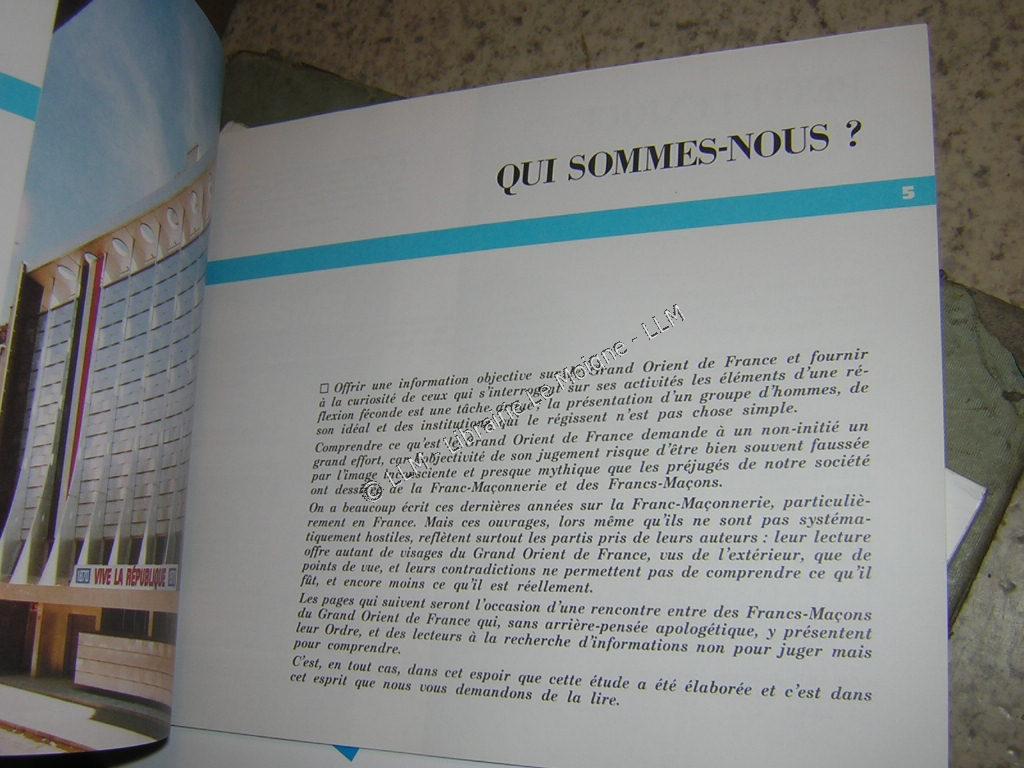 QUI SOMMES-NOUS ?
5
□ Offrir une information objective sur le Grand Orient de France et fournir
à la curiosité de ceux qui s'interrogent sur ses activités les éléments d'une ré-
flexion féconde est une tâche ; la présentation d'un groupe d'hommes, de
son idéal et des institutions qui le régissent n'est pas chose simple.
Comprendre ce qu'est le Grand Orient de France demande à un non-initié un
grand effort, car l'objectivité de son jugement risque d'être bien souvent faussée
par l'image inconsciente et presque mythique que les préjugés de notre société
ont dessinée de la Franc-Maçonnerie et des Francs-Maçons.
On a beaucoup écrit ces dernières années sur la Franc-Maçonnerie, particuliè-
rement en France. Mais ces ouvrages, lors même qu'ils ne sont pas systéma-
tiquement hostiles, reflètent surtout les partis pris de leurs auteurs : leur lecture
offre autant de visages du Grand Orient de France, vus de l'extérieur, que de
points de vue, et leurs contradictions ne permettent pas de comprendre ce qu'il
fût, et encore moins ce qu'il est réellement.
Les pages qui suivent seront l'occasion d'une rencontre entre des Francs-Maçons
du Grand Orient de France qui, sans arrière-pensée apologétique, y présentent
leur Ordre, et des lecteurs à la recherche d'informations non pour juger mais
pour comprendre.
C'est, en tout cas, dans cet espoir que cette étude a été élaborée et c'est dans
cet esprit que nous vous demandons de la lire.
VIVE LA RÉPUBLIQUE
© LLM - Librairie Le Moigne - LLM